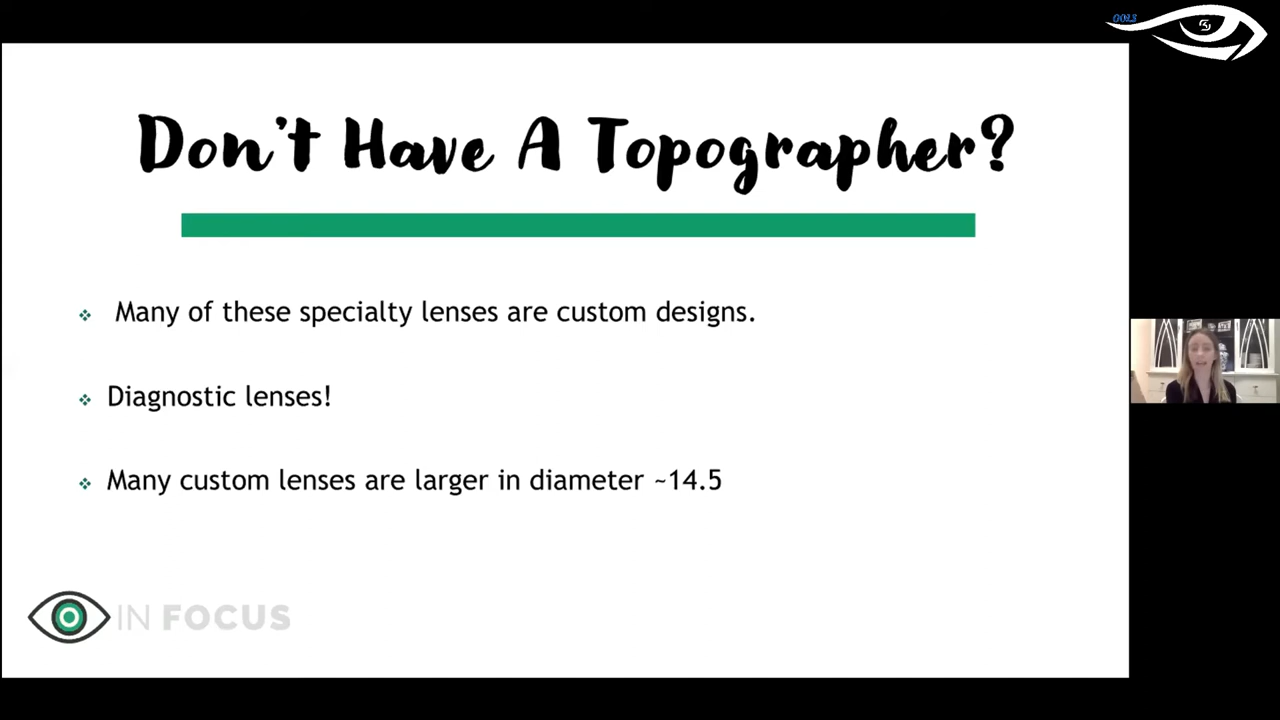 OOLS
Don't Have A Topographer?
Many of these specialty lenses are custom designs.
Diagnostic lenses!
Many custom lenses are larger in diameter ~14.5
IN FOCUS